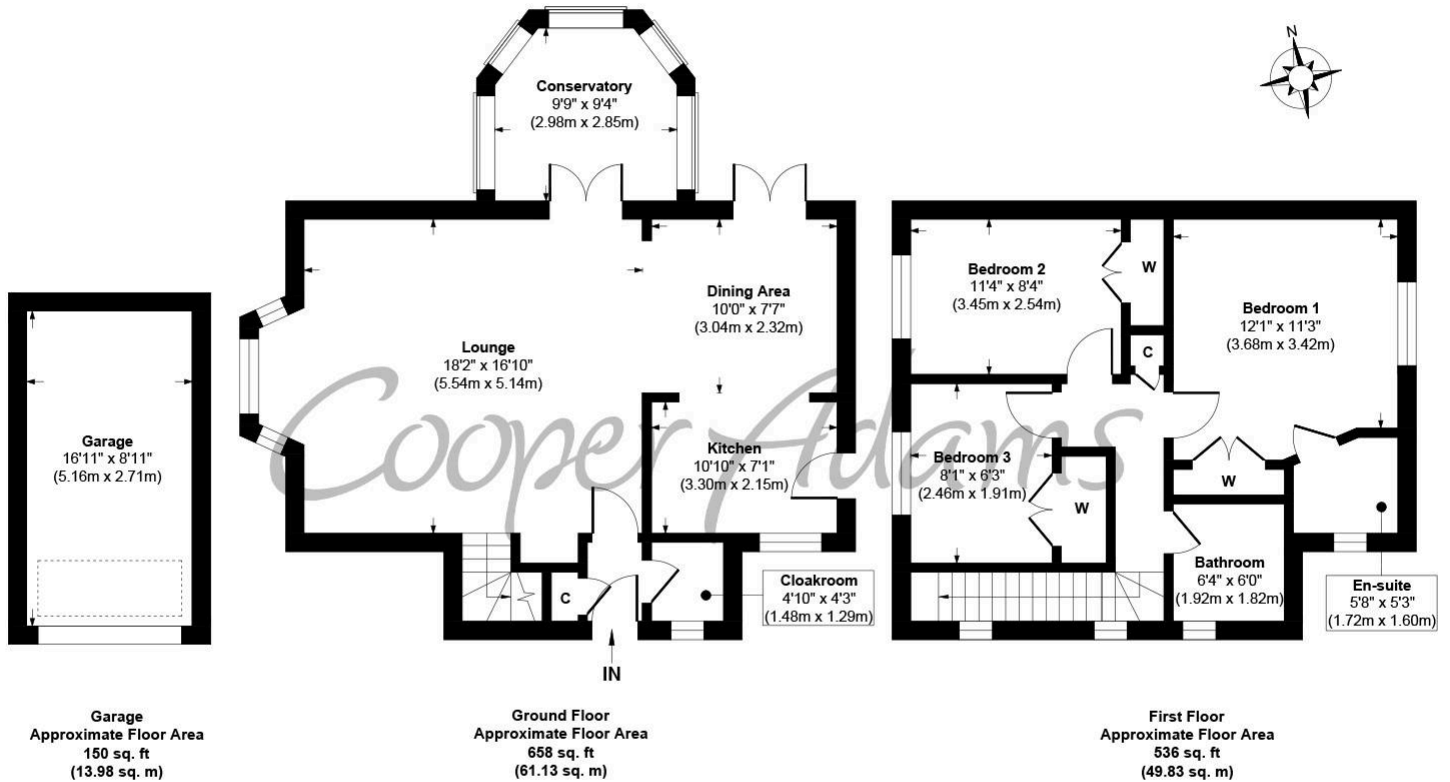 N
Conservatory
9'9" x 9'4"
(2.98m x 2.85m)
Dining Area
10'0" x 7'7"
(3.04m x 2.32m)
Lounge
18'2" x 16'10"
(5.54m x 5.14m)
Kitchen
10'10" x 7'1"
(3.30m x 2.15m)
Garage
16'11" x 8'11"
(5.16m x 2.71m)
C
Cloakroom
4'10" x 4'3"
(1.48m x 1.29m)
IN
Bedroom 2
11'4" x 8'4"
(3.45m x 2.54m)
W
Bedroom 1
12'1" x 11'3"
(3.68m x 3.42m)
C
Bedroom 3
8'1" x 6'3"
(2.46m x 1.91m)
W
W
Bathroom
6'4" x 6'0"
(1.92m x 1.82m)
En-suite
5'8" x 5'3"
(1.72m x 1.60m)
Cooper Adams
Garage
Approximate Floor Area
150 sq. ft
(13.98 sq. m)
Ground Floor
Approximate Floor Area
658 sq. ft
(61.13 sq. m)
First Floor
Approximate Floor Area
536 sq. ft
(49.83 sq. m)